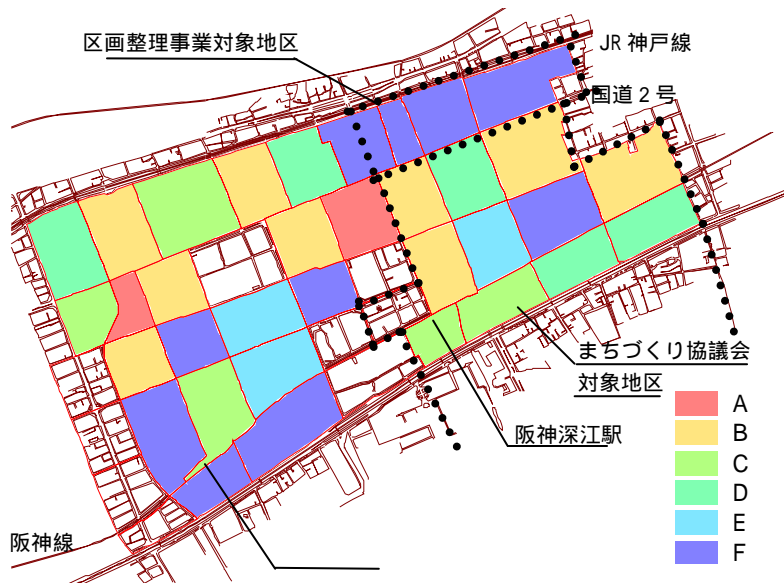 区画整理事業対象地区
JR 神戸線
国道 2 号
まちづくり協議会
対象地区
阪神深江駅
阪神線
A
B
C
D
E
F